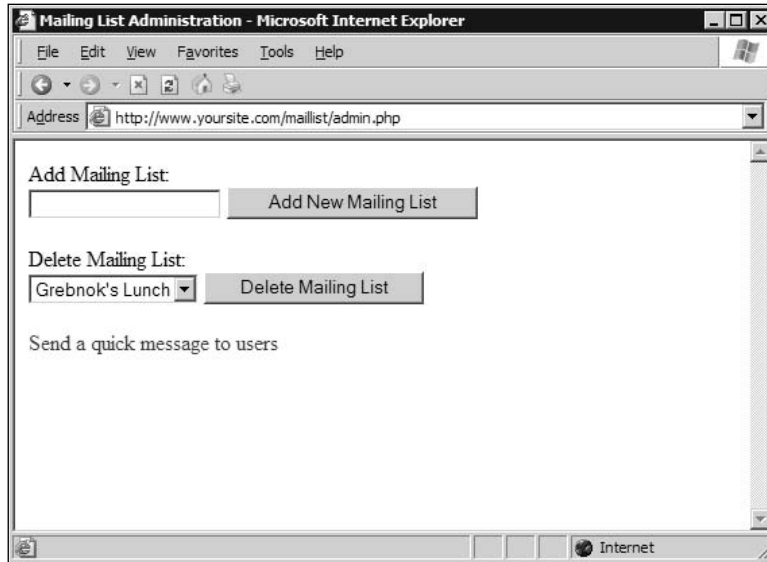 Mailing List Administration - Microsoft Internet Explorer
File Edit View Favorites Tools Help
Address http://www.yoursite.com/maillist/admin.php
Add Mailing List:
Add New Mailing List
Delete Mailing List:
Grebnok's Lunch Delete Mailing List
Send a quick message to users
Internet